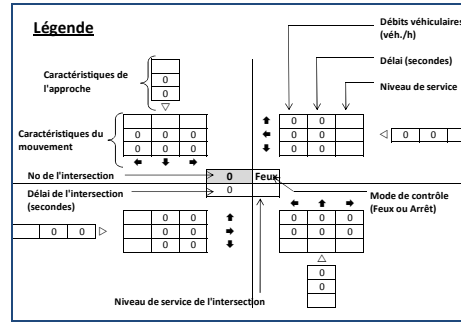 Légende
Débits véhiculaires
(véh./h)
Caractéristiques de
l'approche
0
0
Délai (secondes)
Niveau de service
Caractéristiques du
mouvement
0 0 0
0 0 0
0 0
0 0
0 0
0 0 0
No de l'intersection
0 Feux
Délai de l'intersection
(secondes)
0
Mode de contrôle
(Feux ou Arrêt)
0 0
0 0
0 0
0 0
0 0 0
0 0 0
0
0
Niveau de service de l'intersection